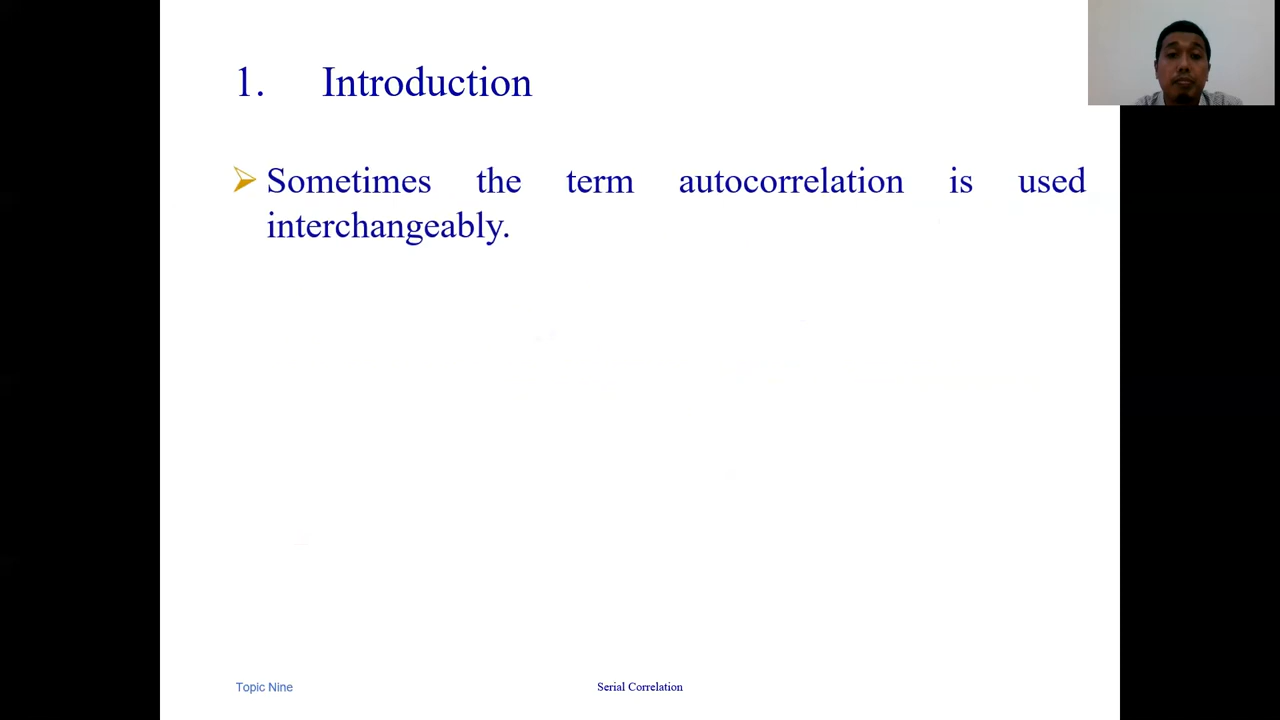 1. Introduction
Sometimes the term autocorrelation is used
interchangeably.
Topic Nine
Serial Correlation